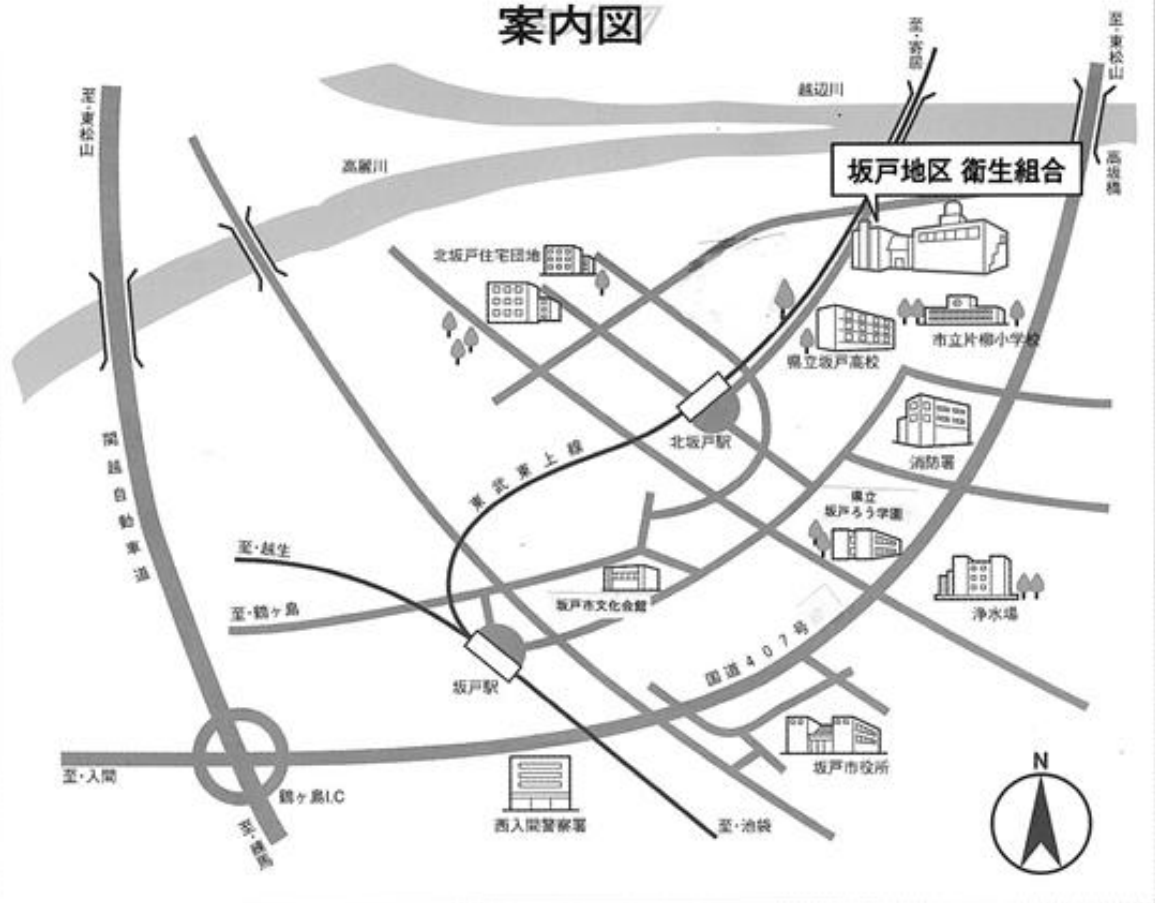 案内図
至・寄居
至・東松山
至・東松山
越辺川
高麗川
高坂橋
坂戸地区 衛生組合
北坂戸住宅団地
市立片柳小学校
県立坂戸高校
北坂戸駅
消防署
関越自動車道
東武東上線
県立
坂戸ろう学園
至・越生
坂戸市文化会館
浄水場
至・鶴ヶ島
国道407号
坂戸駅
坂戸市役所
至・入間
鶴ヶ島I.C
西入間警察署
至・池袋
至・練馬
N